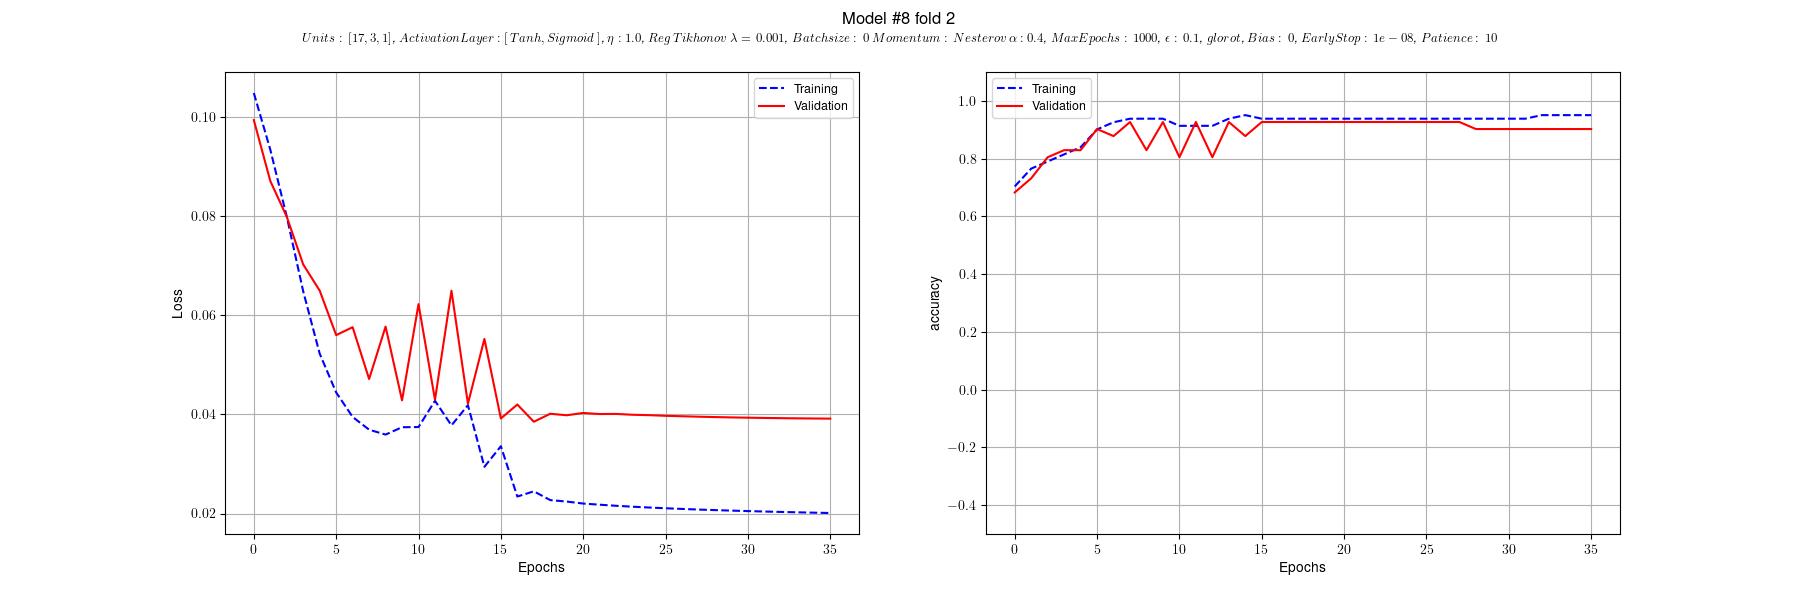 Model #8 fold 2
Units : [17, 3, 1], ActivationLayer : [ Tanh, Sigmoid ], η : 1.0, Reg Tikhonov λ = 0.001, Batchsize : 0 Momentum : Nesterov α : 0.4, MaxEpochs : 1000, ϵ : 0.1, glorot, Bias : 0, EarlyStop : 1e − 08, Patience : 10
Training
Validation
0.10
0.08
0.06
0.04
0.02
Loss
0 5 10 15 20 25 30 35
Epochs
Training
Validation
1.0
0.8
0.6
0.4
0.2
0.0
−0.2
−0.4
accuracy
0 5 10 15 20 25 30 35
Epochs